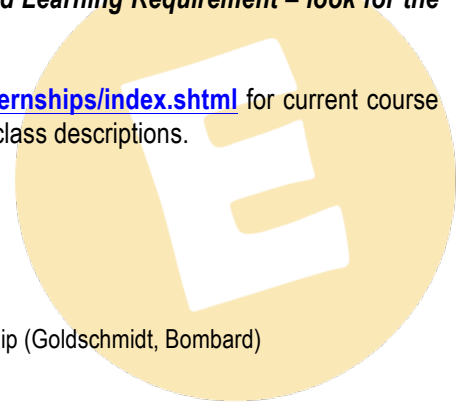 d Learning Requirement – look for the
ernships/index.shtml for current course
class descriptions.
E
ip (Goldschmidt, Bombard)